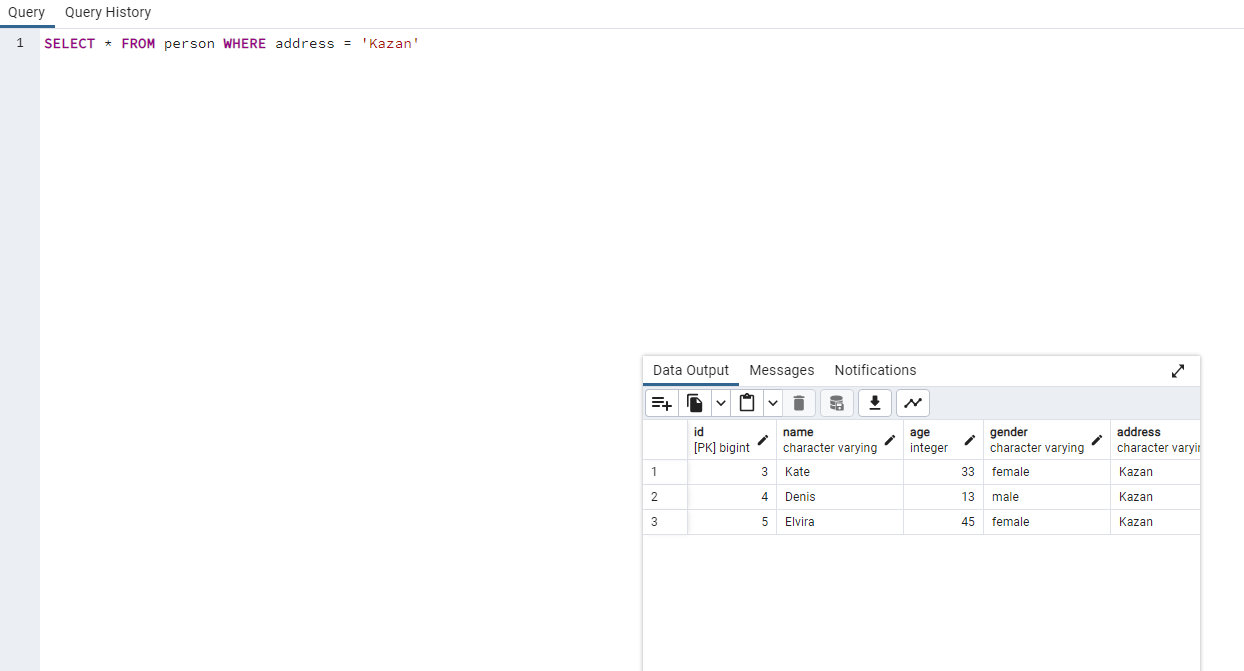 Query Query History
1 SELECT * FROM person WHERE address = 'Kazan'
Data Output Messages Notifications
id name age gender address
[PK] bigint character varying integer character varying character varyin
1 3 Kate 33 female Kazan
2 4 Denis 13 male Kazan
3 5 Elvira 45 female Kazan